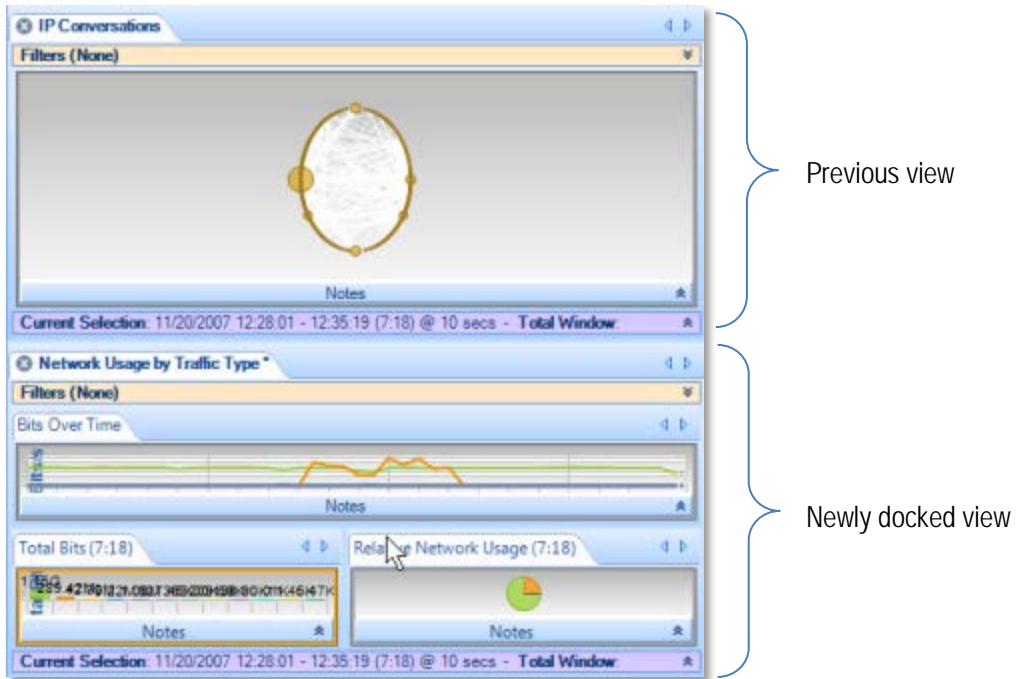 IP Conversations
Filters (None)
Notes
Current Selection: 11/20/2007 12:28:01 - 12:35:19 (7:18) @ 10 secs - Total Window:
Previous view
Network Usage by Traffic Type *
Filters (None)
Bits Over Time
Bits/s
Notes
Newly docked view
Total Bits (7:18)
Relative Network Usage (7:18)
Notes
Notes
Current Selection: 11/20/2007 12:28:01 - 12:35:19 (7:18) @ 10 secs - Total Window: